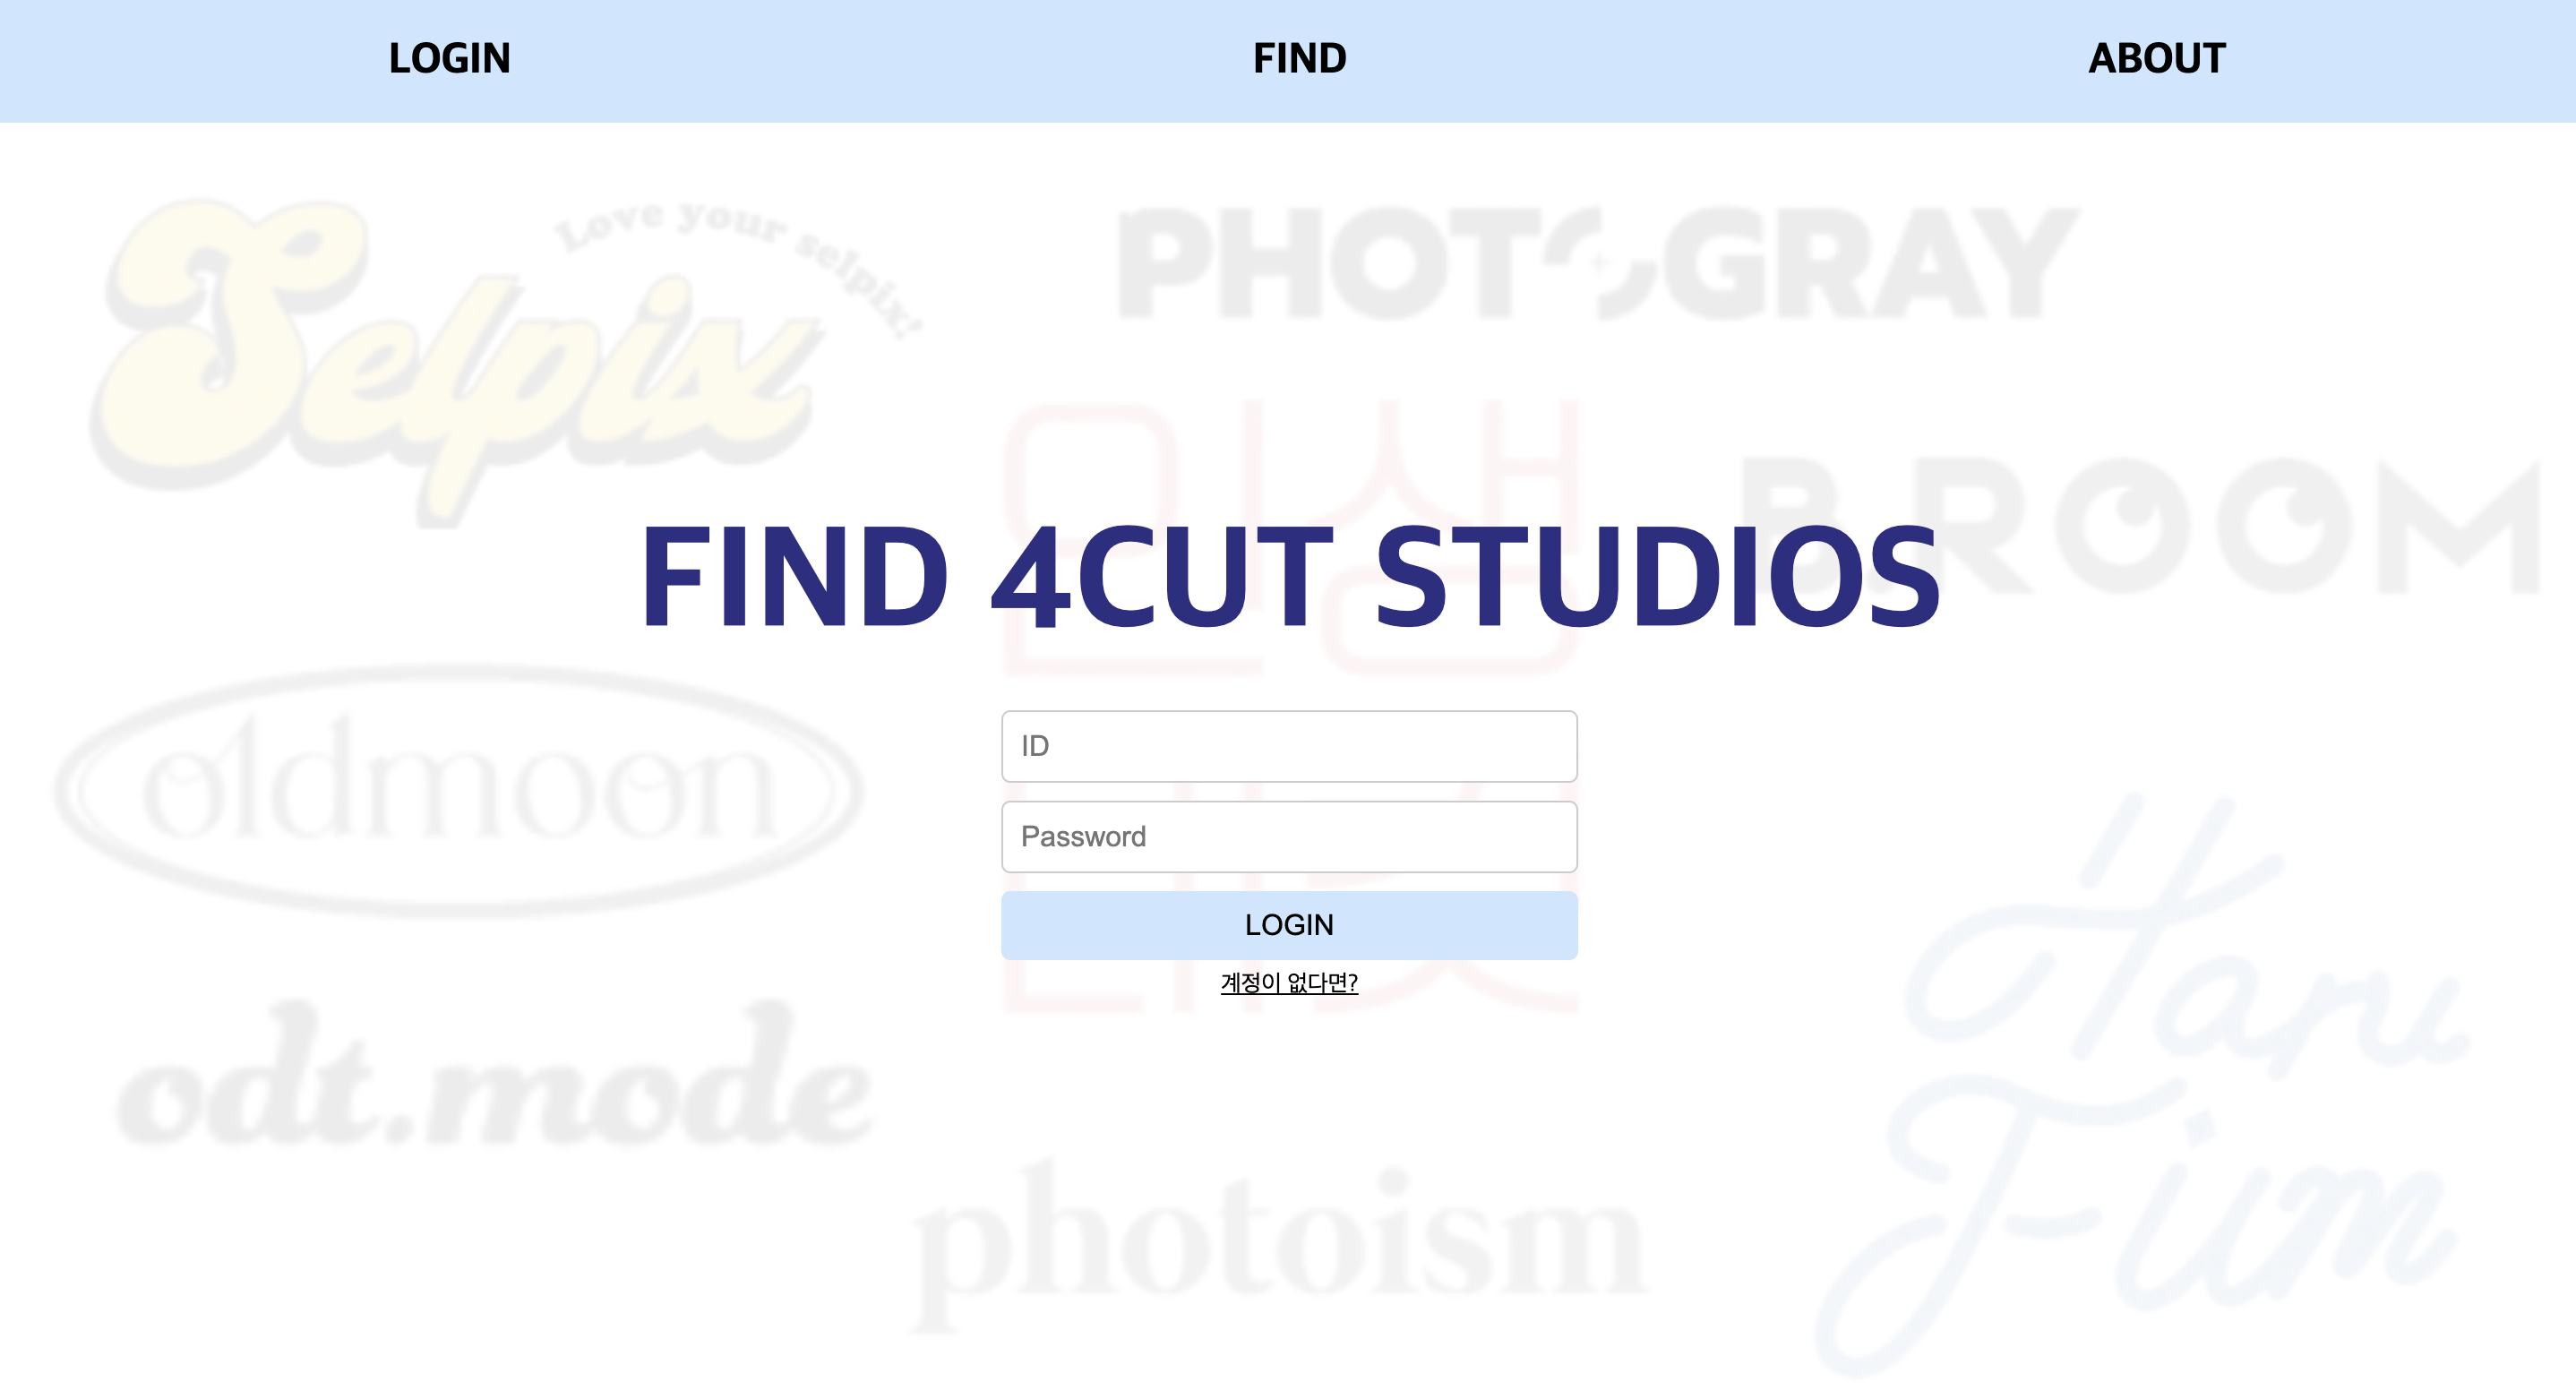 LOGIN FIND ABOUT
Love your selpix!
Selpix
PHOTOGRAY
인생
네컷
B.ROOM
FIND 4CUT STUDIOS
oldmoon
ID
Password
LOGIN
계정이 없다면?
Haru
Film
odt.mode
photoism